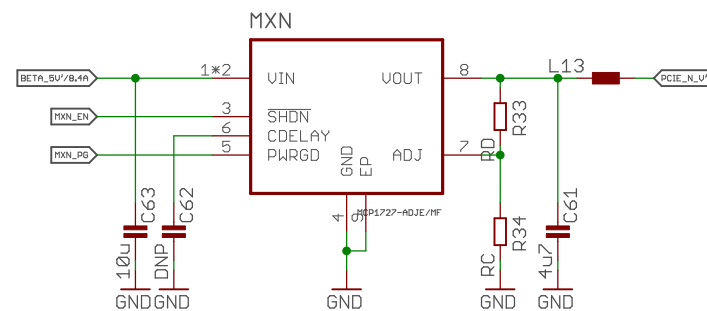 MXN
BETA_5V'/8.4A
1*2 VIN
VOUT 8
L13
PCIE_N_V'
MXN_EN
3 SHDN
6 CDELAY
MXN_PG
5 PWRGD
GND
EP
ADJ 7
R33
RD
4
9
MCP1727-ADJE/MF
C63
10u
C62
DNP
R34
RC
C61
4u7
GND
GND
GND
GND
GND